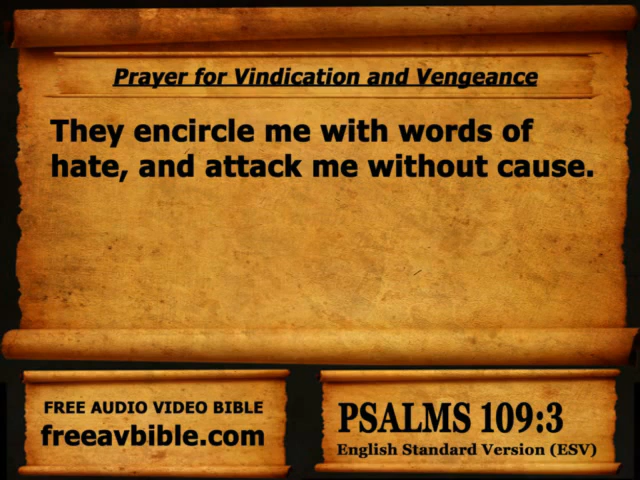 Prayer for Vindication and Vengeance
They encircle me with words of
hate, and attack me without cause.
FREE AUDIO VIDEO BIBLE
freeavbible.com
PSALMS 109:3
English Standard Version (ESV)